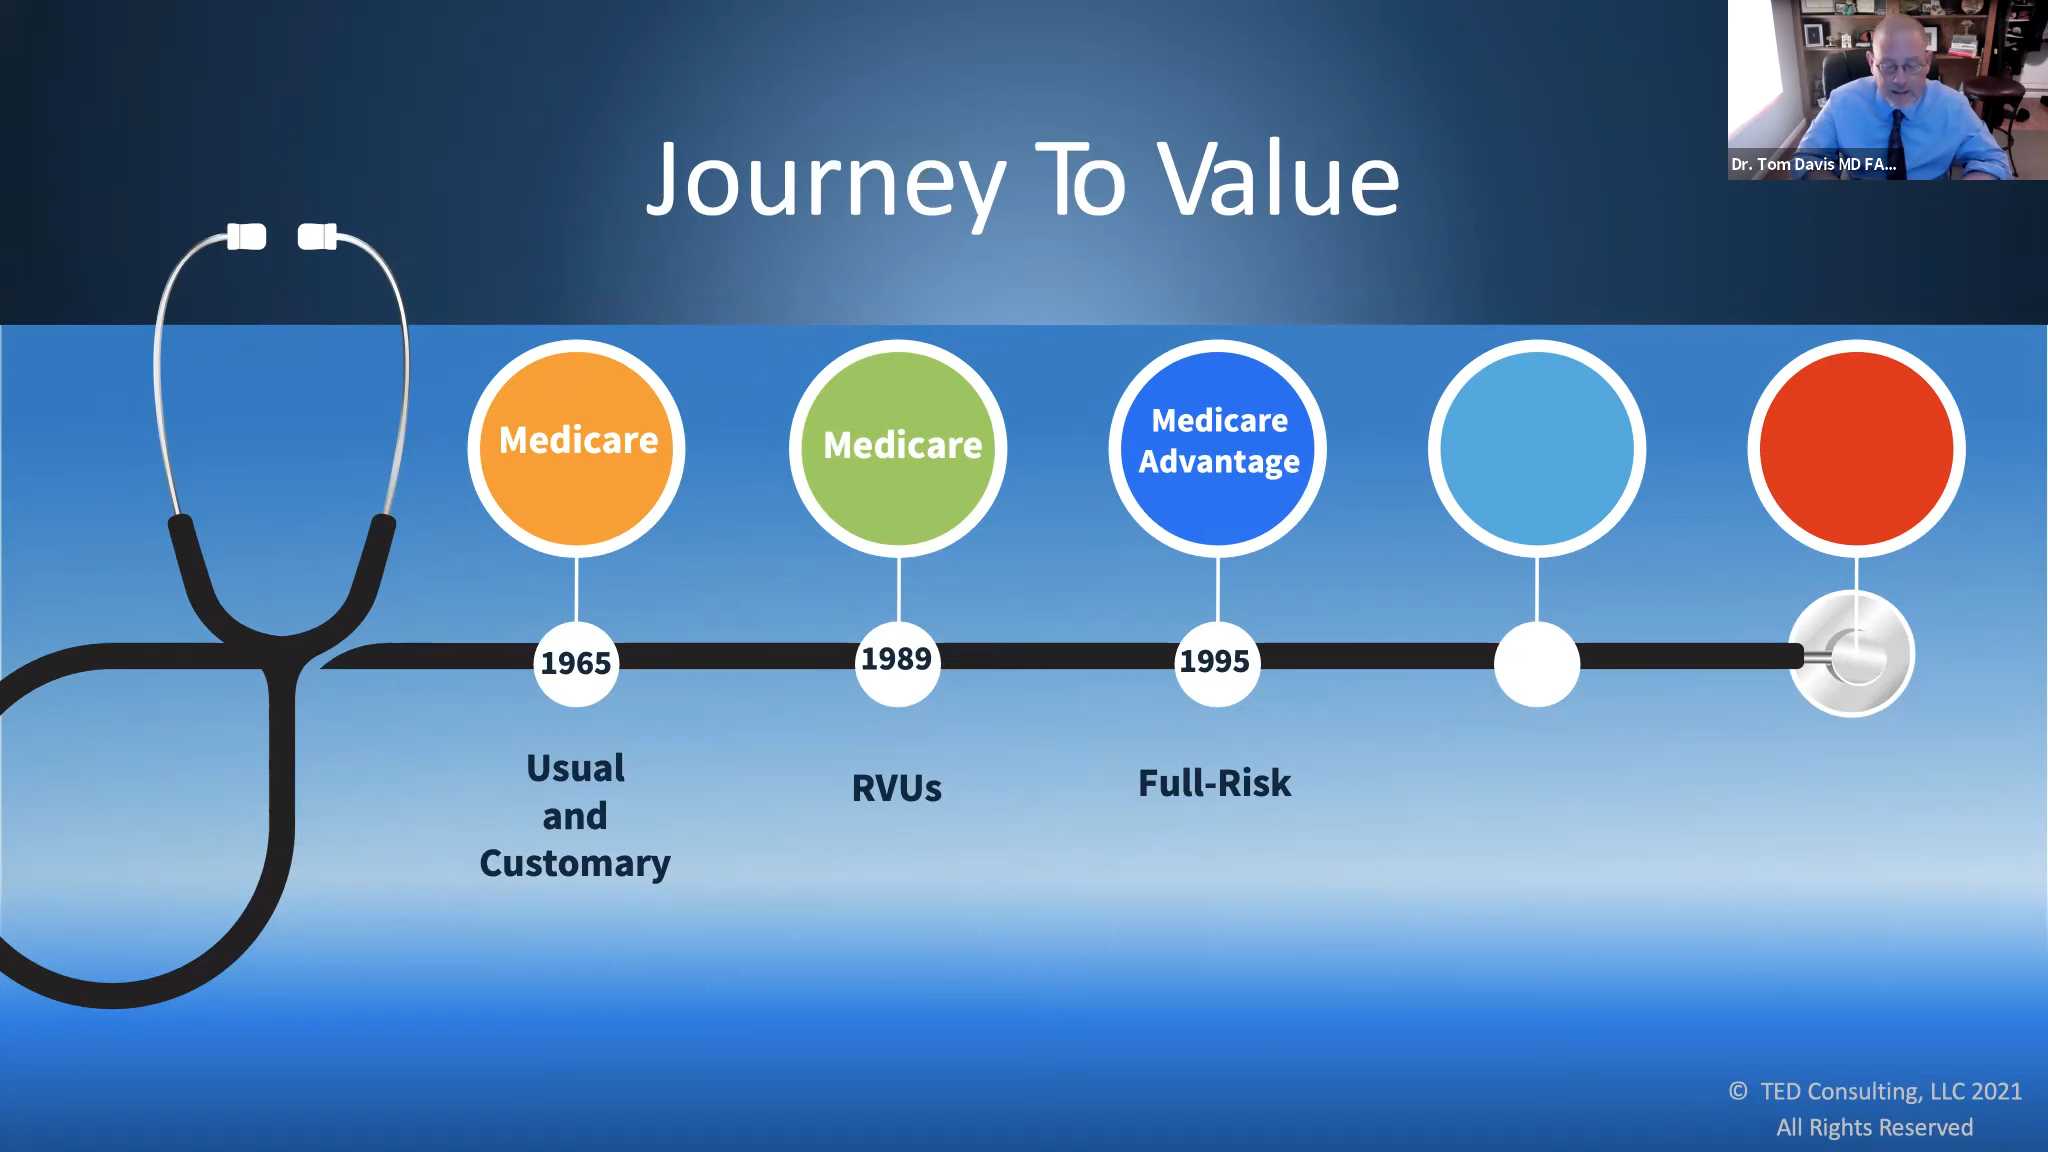 Journey To Value
Dr. Tom Davis MD FA...
Medicare
Medicare
Medicare
Advantage
1965
1989
1995
Usual
and
Customary
RVUs
Full-Risk
© TED Consulting, LLC 2021
All Rights Reserved